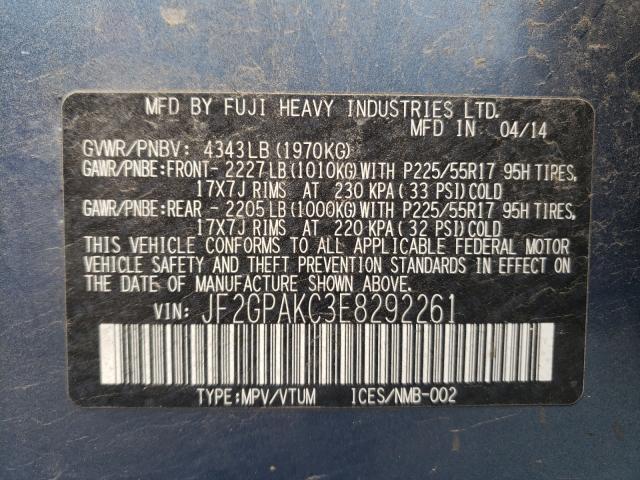 MFD BY FUJI HEAVY INDUSTRIES LTD.
MFD IN 04/14
GVWR/PNBV: 4343LB (1970KG)
GAWR/PNBE:FRONT-2227LB(1010KG)WITH P225/55R17 95H TIRES,
17X7J RIMS AT 230 KPA( 33 PSI)COLD
GAWR/PNBE:REAR -2205LB(1000KG)WITH P225/55R17 95H TIRES,
17X7J RIMS AT 220 KPA( 32 PSI)COLD
THIS VEHICLE CONFORMS TO ALL APPLICABLE FEDERAL MOTOR
VEHICLE SAFETY AND THEFT PREVENTION STANDARDS IN EFFECT ON
THE DATE OF MANUFACTURE SHOWN ABOVE.
VIN: JF2GPAKC3E8292261
TYPE:MPV/VTUM ICES/NMB-002